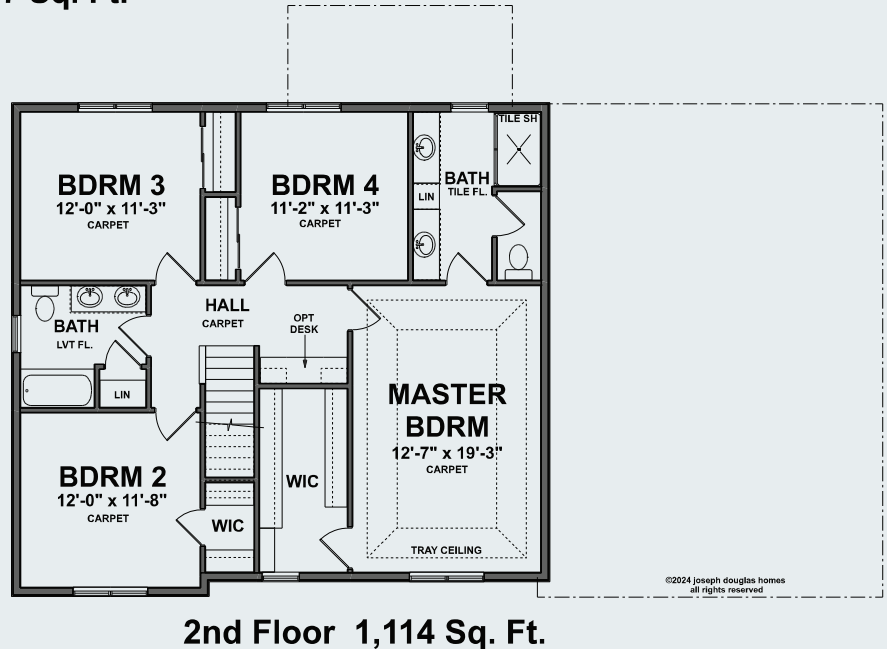 Sq. Ft.
TILE SH
BDRM 3
12'-0" x 11'-3"
CARPET
BDRM 4
11'-2" x 11'-3"
CARPET
BATH
TILE FL.
LIN
HALL
CARPET
OPT
DESK
BATH
LVT FL.
LIN
MASTER
BDRM
12'-7" x 19'-3"
CARPET
BDRM 2
12'-0" x 11'-8"
CARPET
WIC
WIC
TRAY CEILING
©2024 joseph douglas homes
all rights reserved
2nd Floor 1,114 Sq. Ft.